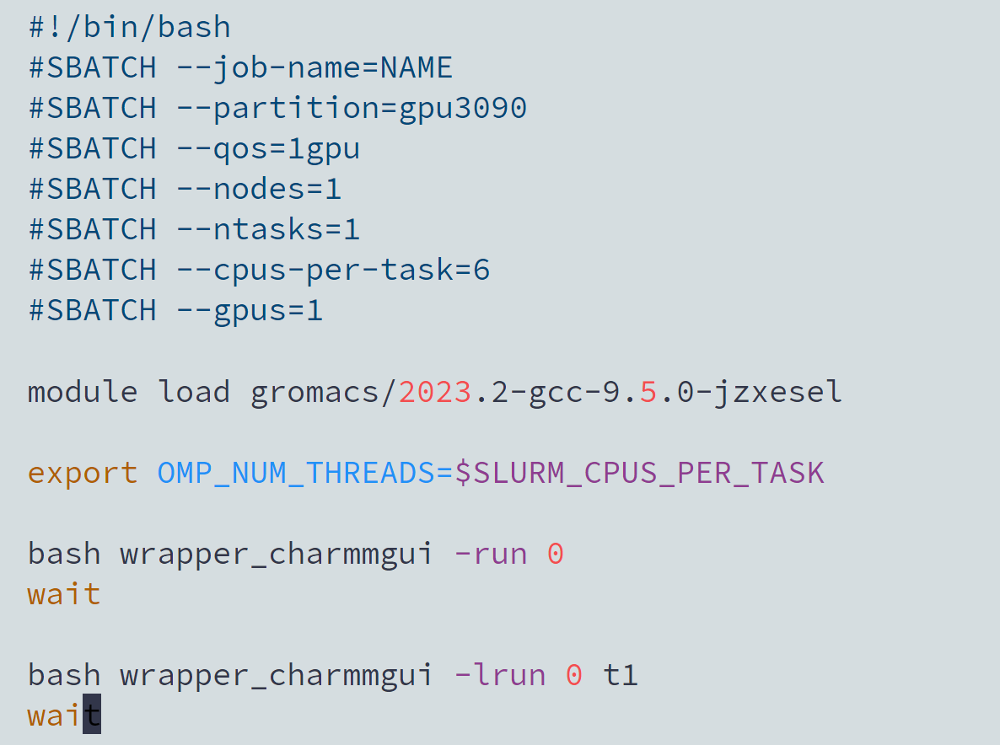 #!/bin/bash
#SBATCH --job-name=NAME
#SBATCH --partition=gpu3090
#SBATCH --qos=1gpu
#SBATCH --nodes=1
#SBATCH --ntasks=1
#SBATCH --cpus-per-task=6
#SBATCH --gpus=1
module load gromacs/2023.2-gcc-9.5.0-jzxesel
export OMP_NUM_THREADS=$SLURM_CPUS_PER_TASK
bash wrapper_charmmgui -run 0
wait
bash wrapper_charmmgui -lrun 0 t1
wait